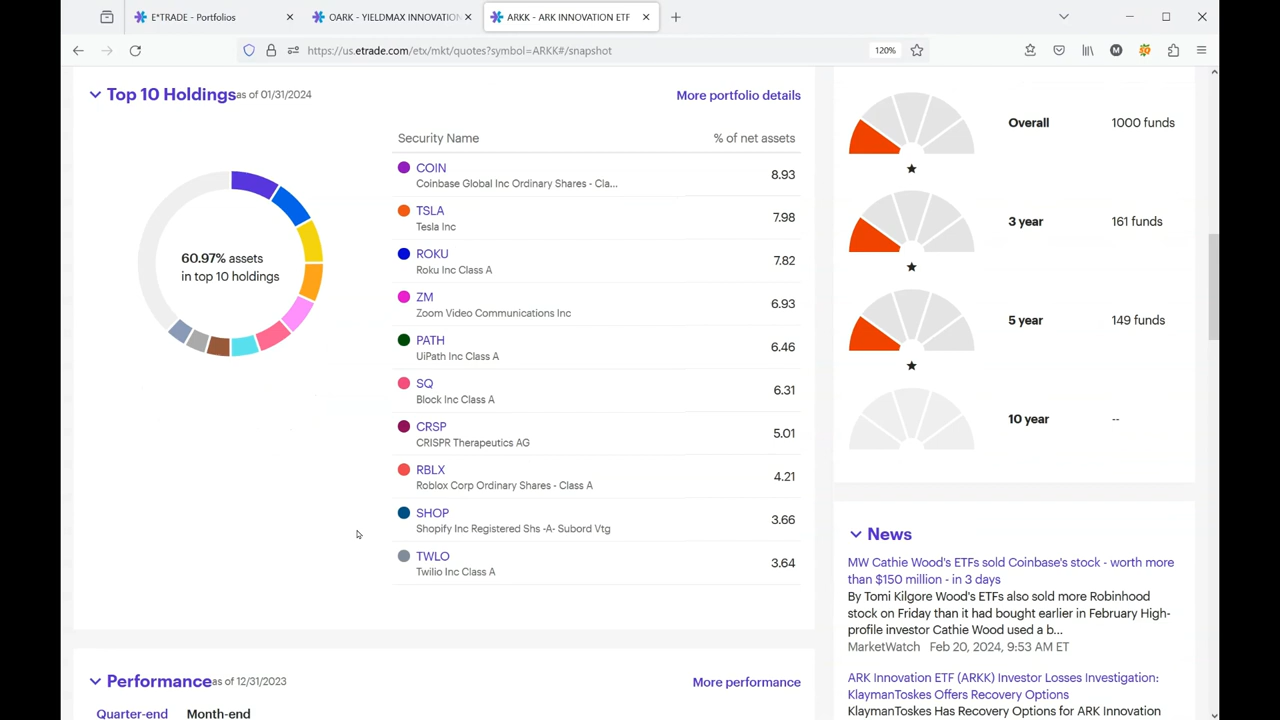 E*TRADE - Portfolios
OARK - YIELDMAX INNOVATION
ARKK - ARK INNOVATION ETF
https://us.etrade.com/etx/mkt/quotes?symbol=ARKK#/snapshot
120%
M
Top 10 Holdings as of 01/31/2024
More portfolio details
60.97% assets
in top 10 holdings
Security Name % of net assets
COIN
Coinbase Global Inc Ordinary Shares - Cla...
8.93
TSLA
Tesla Inc
7.98
ROKU
Roku Inc Class A
7.82
ZM
Zoom Video Communications Inc
6.93
PATH
UiPath Inc Class A
6.46
SQ
Block Inc Class A
6.31
CRSP
CRISPR Therapeutics AG
5.01
RBLX
Roblox Corp Ordinary Shares - Class A
4.21
SHOP
Shopify Inc Registered Shs -A- Subord Vtg
3.66
TWLO
Twilio Inc Class A
3.64
Performance as of 12/31/2023
More performance
Quarter-end Month-end
Overall 1000 funds
3 year 161 funds
5 year 149 funds
10 year --
News
MW Cathie Wood's ETFs sold Coinbase's stock - worth more
than $150 million - in 3 days
By Tomi Kilgore Wood's ETFs also sold more Robinhood
stock on Friday than it had bought earlier in February High-
profile investor Cathie Wood used a b...
MarketWatch Feb 20, 2024, 9:53 AM ET
ARK Innovation ETF (ARKK) Investor Losses Investigation:
KlaymanToskes Offers Recovery Options
KlaymanToskes Has Recovery Options for ARK Innovation